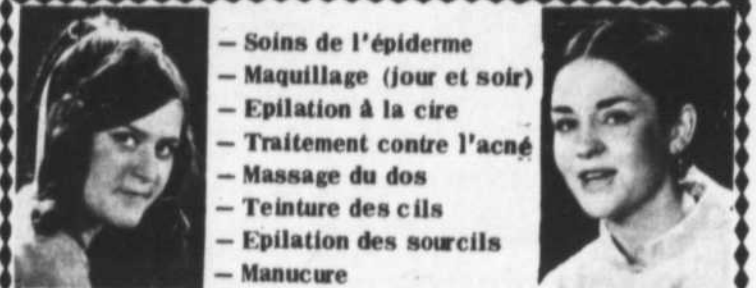 — Soins de l'épiderme
— Maquillage (jour et soir)
— Epilation à la cire
— Traitement contre l'acné
— Massage du dos
— Teinture des cils
— Epilation des sourcils
— Manucure